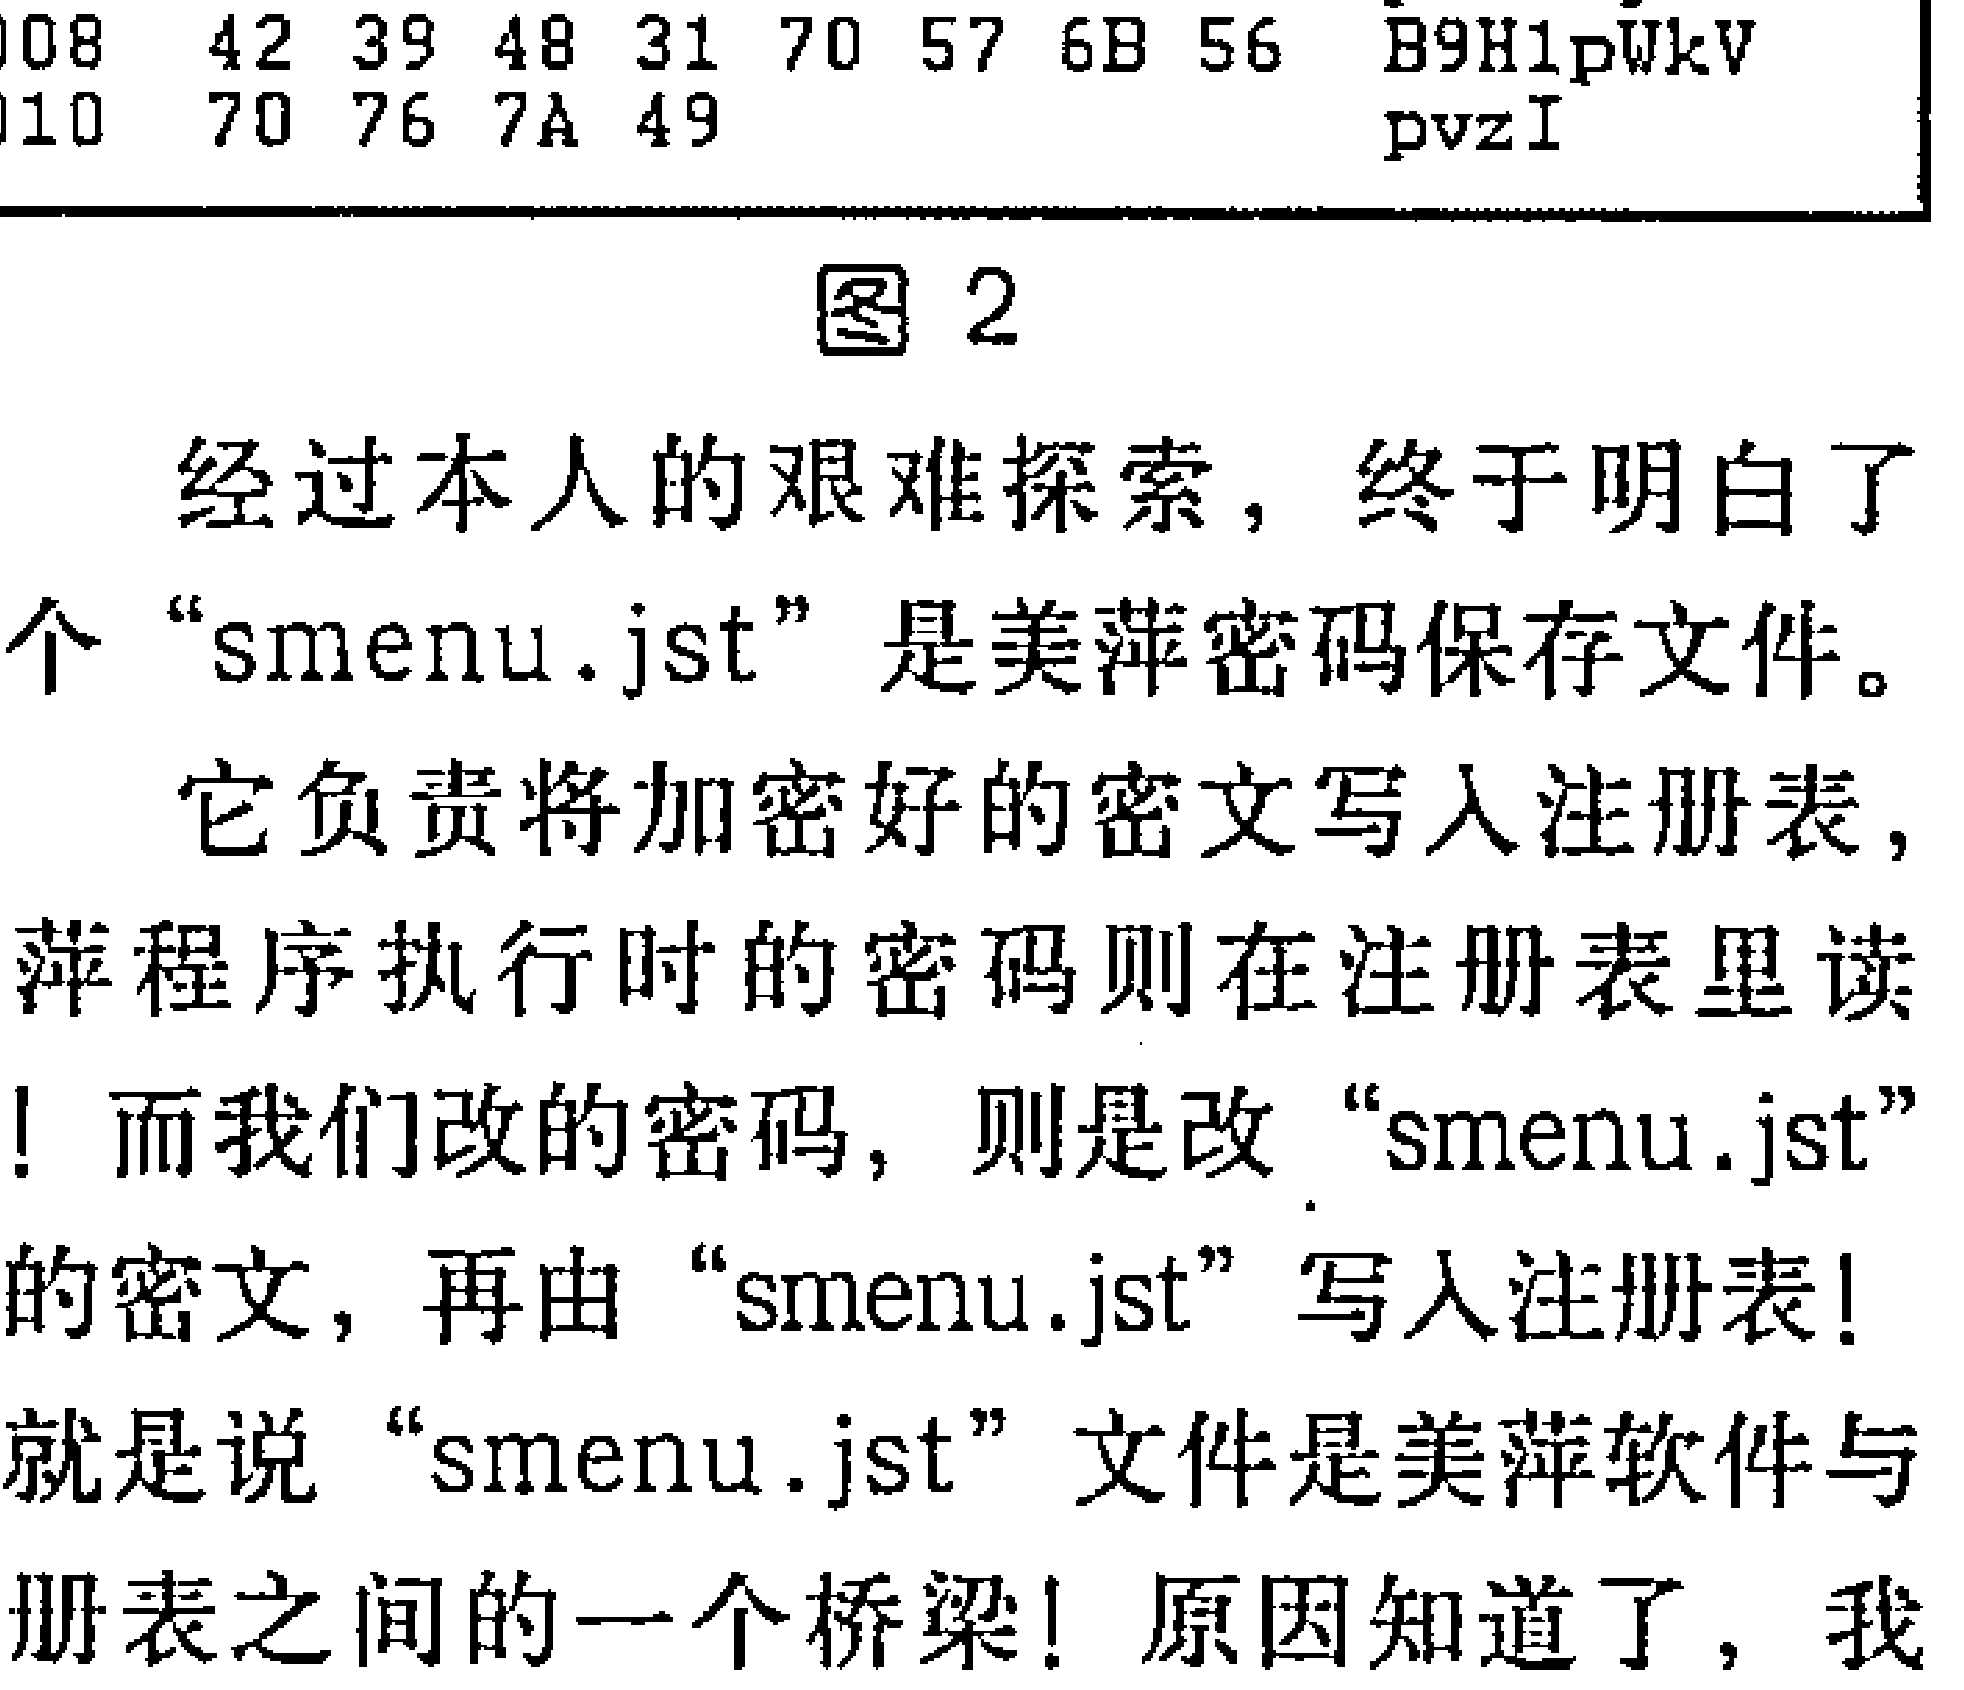 008 42 39 48 31 70 57 6B 56 B9H1pWkV
010 70 76 7A 49 pvzI
图 2
经过本人的艰难探索，终于明白了
个“smenu.jst”是美萍密码保存文件。
它负责将加密好的密文写入注册表，
萍程序执行时的密码则在注册表里读
！而我们改的密码，则是改“smenu.jst”
的密文，再由“smenu.jst”写入注册表！
就是说“smenu.jst”文件是美萍软件与
册表之间的一个桥梁！原因知道了，我